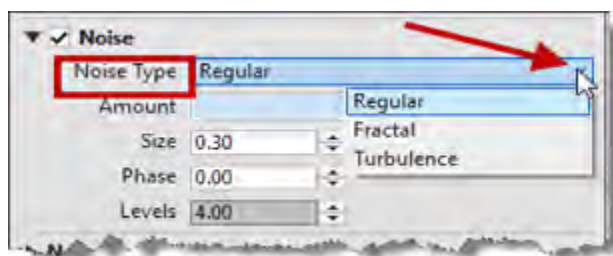 Noise
Noise Type Regular
Amount Regular
Fractal
Size 0.30
Turbulence
Phase 0.00
Levels 4.00